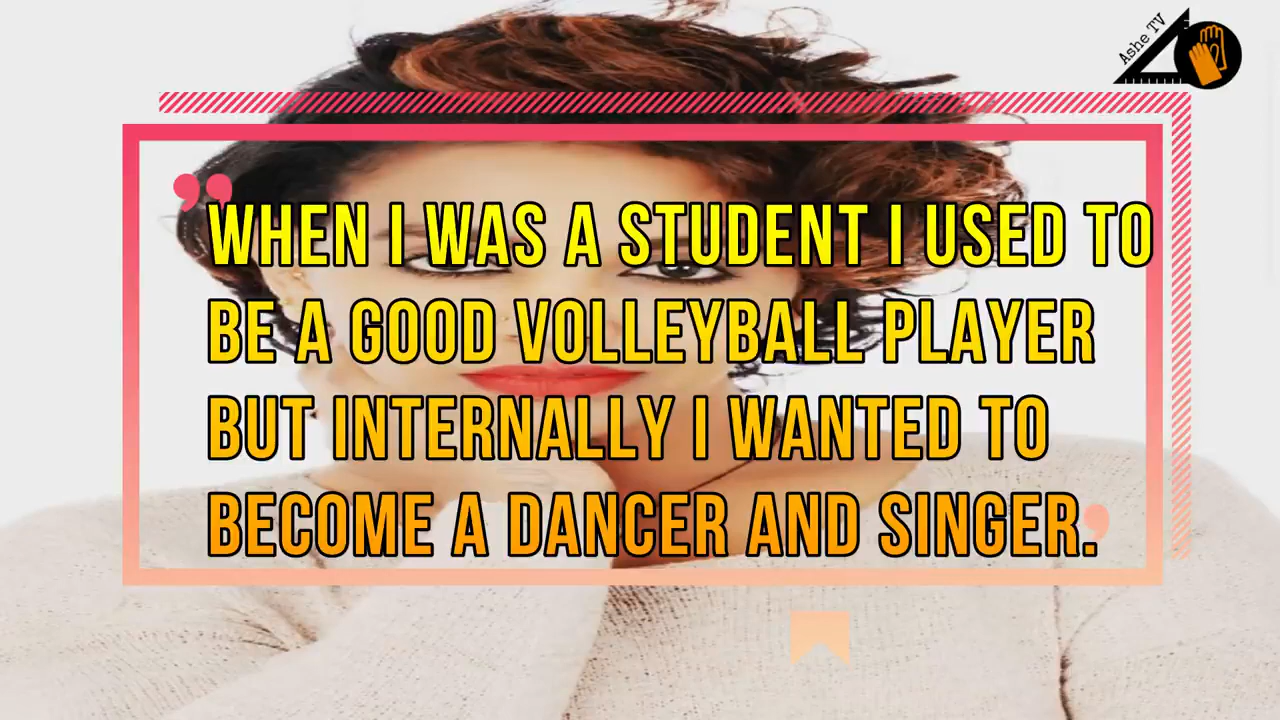 Ashe TV
WHEN I WAS A STUDENT I USED TO
BE A GOOD VOLLEYBALL PLAYER
BUT INTERNALLY I WANTED TO
BECOME A DANCER AND SINGER.